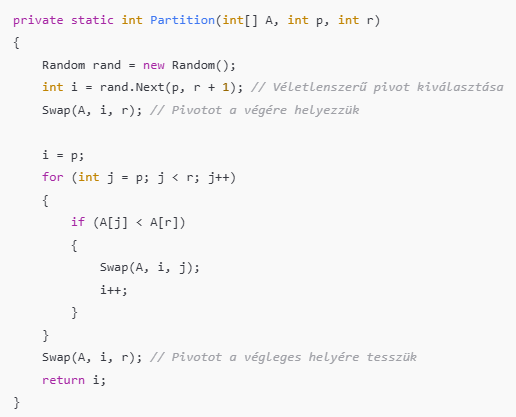 private static int Partition(int[] A, int p, int r)
{
    Random rand = new Random();
    int i = rand.Next(p, r + 1); // Véletlenszerű pivot kiválasztása
    Swap(A, i, r); // Pivotot a végére helyezzük

    i = p;
    for (int j = p; j < r; j++)
    {
        if (A[j] < A[r])
        {
            Swap(A, i, j);
            i++;
        }
    }
    Swap(A, i, r); // Pivotot a végleges helyére tesszük
    return i;
}